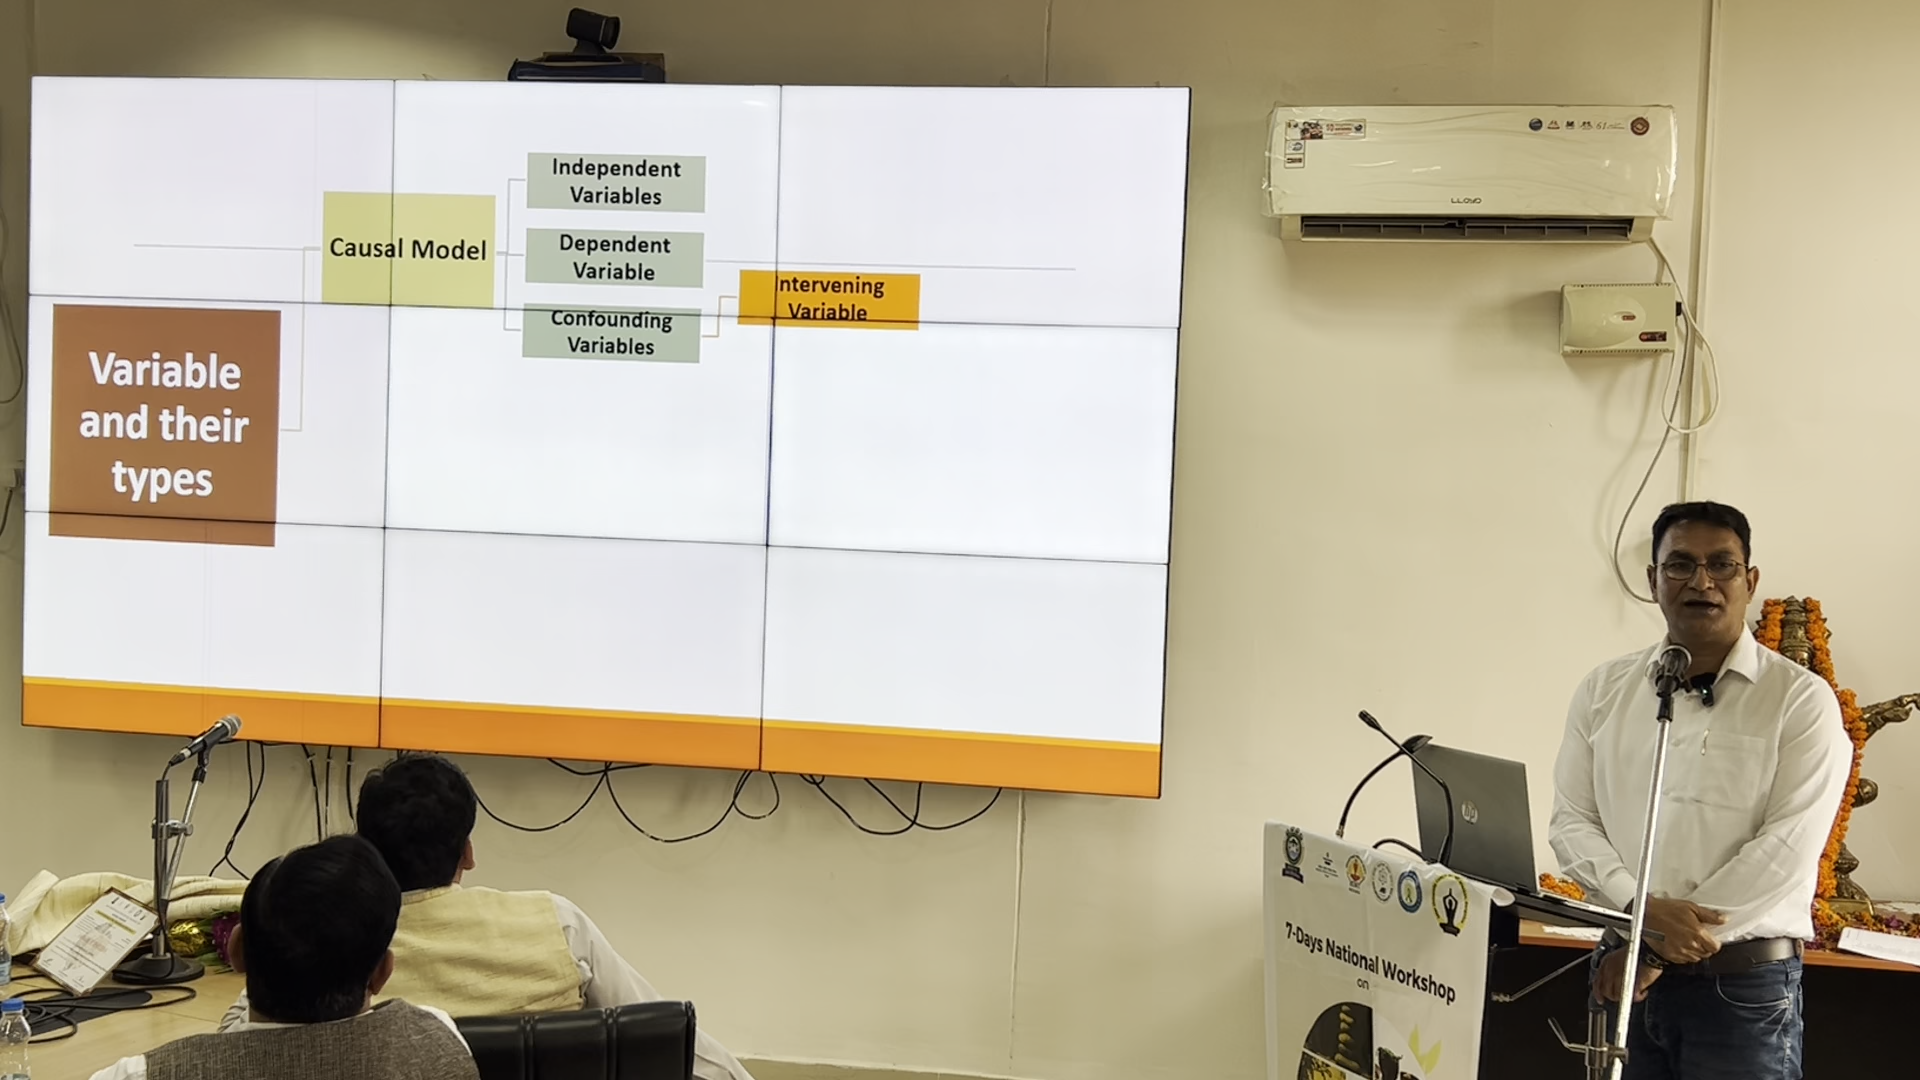 Independent
Variables
Causal Model
Dependent
Variable
Intervening
Variable
Confounding
Variables
Variable
and their
types
LLOYD
hp
7-Days National Workshop
on